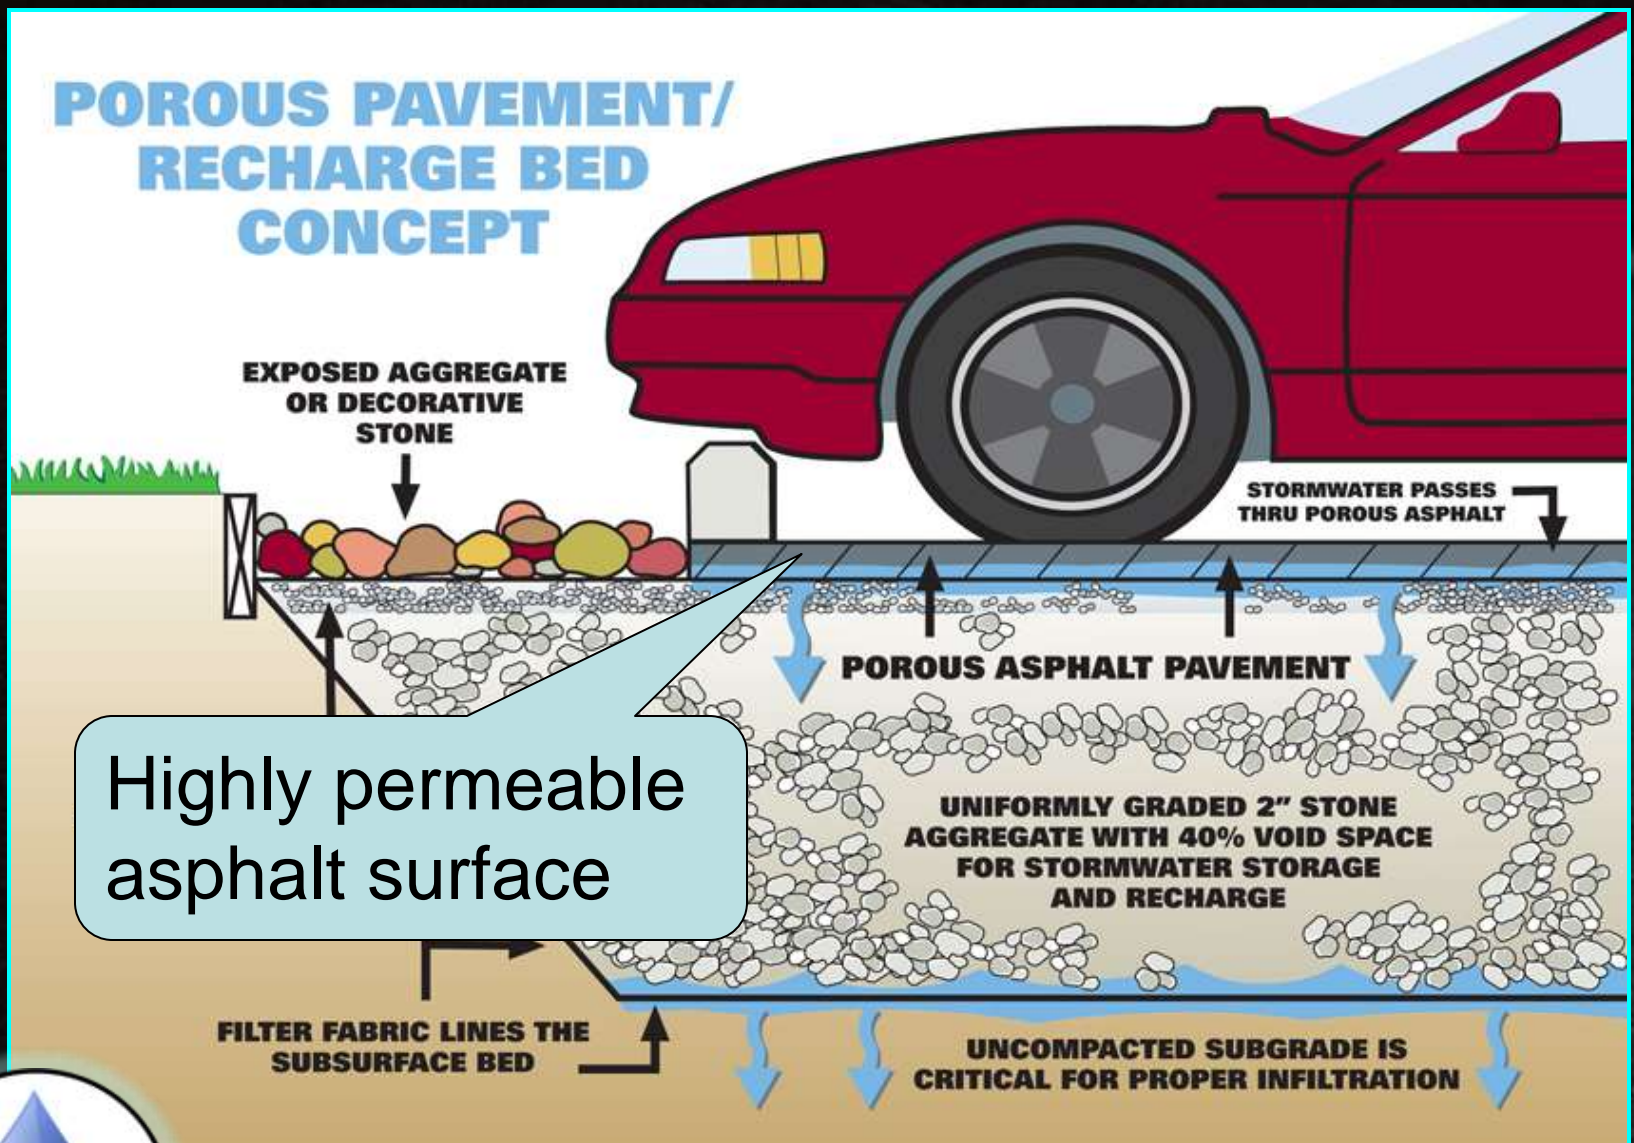 POROUS PAVEMENT/
RECHARGE BED
CONCEPT
EXPOSED AGGREGATE
OR DECORATIVE
STONE
STORMWATER PASSES
THRU POROUS ASPHALT
POROUS ASPHALT PAVEMENT
Highly permeable
asphalt surface
UNIFORMLY GRADED 2" STONE
AGGREGATE WITH 40% VOID SPACE
FOR STORMWATER STORAGE
AND RECHARGE
FILTER FABRIC LINES THE
SUBSURFACE BED
UNCOMPACTED SUBGRADE IS
CRITICAL FOR PROPER INFILTRATION